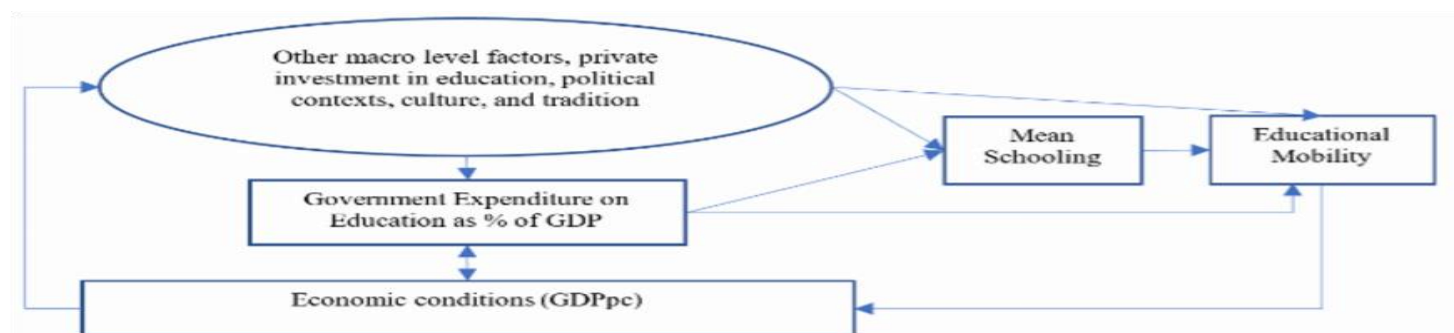 Other macro level factors, private
investment in education, political
contexts, culture, and tradition
Mean
Schooling
Educational
Mobility
Government Expenditure on
Education as % of GDP
Economic conditions (GDPpc)